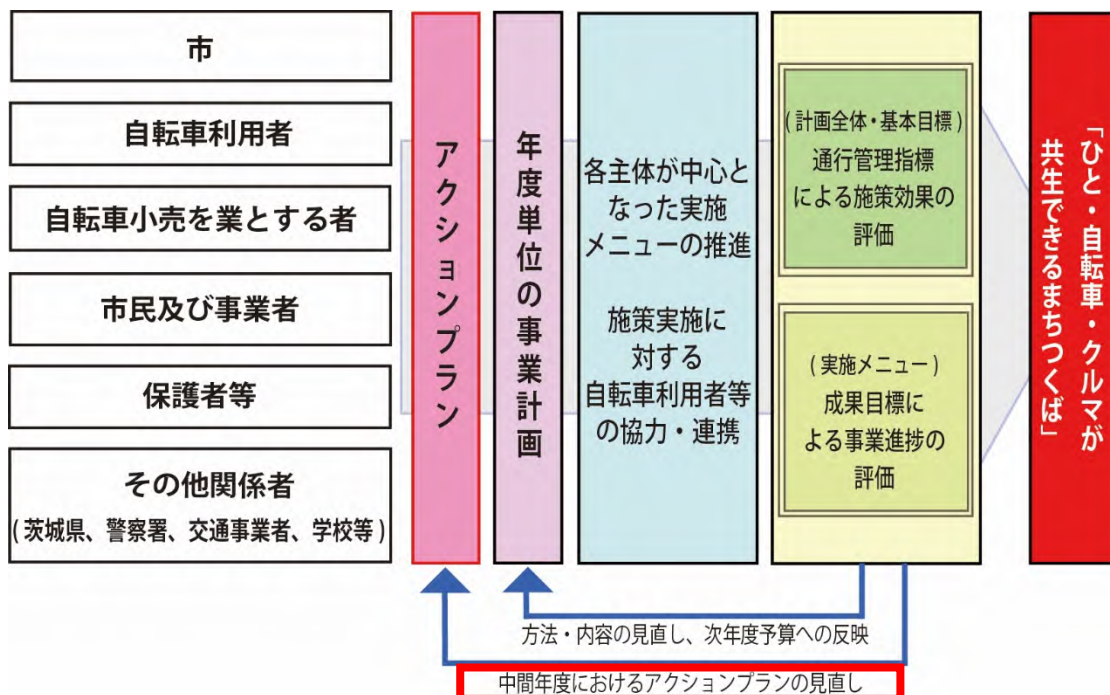 市
自転車利用者
自転車小売を業とする者
市民及び事業者
保護者等
その他関係者
(茨城県、警察署、交通事業者、学校等)
アクションプラン
年度単位の事業計画
各主体が中心と
なった実施
メニューの推進
施策実施に
対する
自転車利用者等
の協力・連携
(計画全体・基本目標)
通行管理指標
による施策効果の
評価
(実施メニュー)
成果目標に
よる事業進捗の
評価
「ひと・自転車・クルマが
共生できるまちつくば」
方法・内容の見直し、次年度予算への反映
中間年度におけるアクションプランの見直し